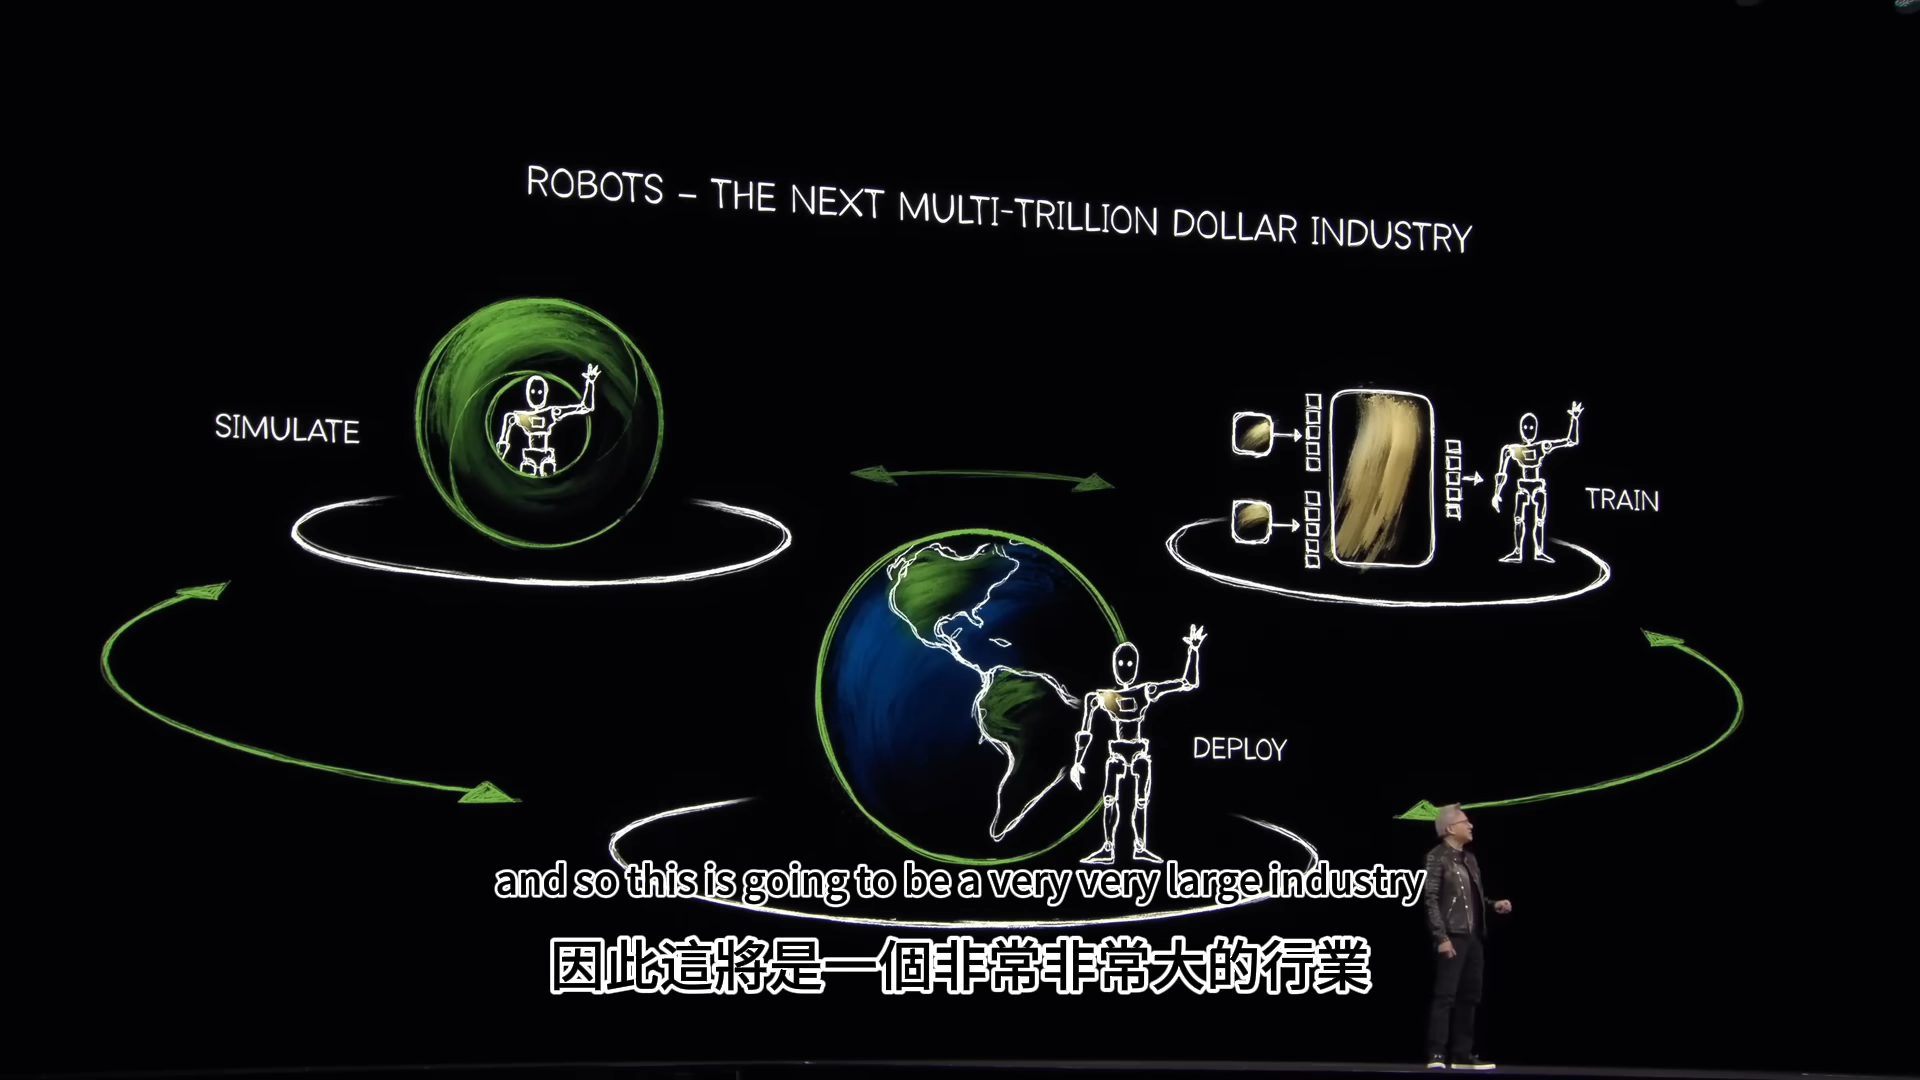 ROBOTS – THE NEXT MULTI-TRILLION DOLLAR INDUSTRY
SIMULATE
TRAIN
DEPLOY
and so this is going to be a very very large industry
因此這將是一個非常非常大的行業